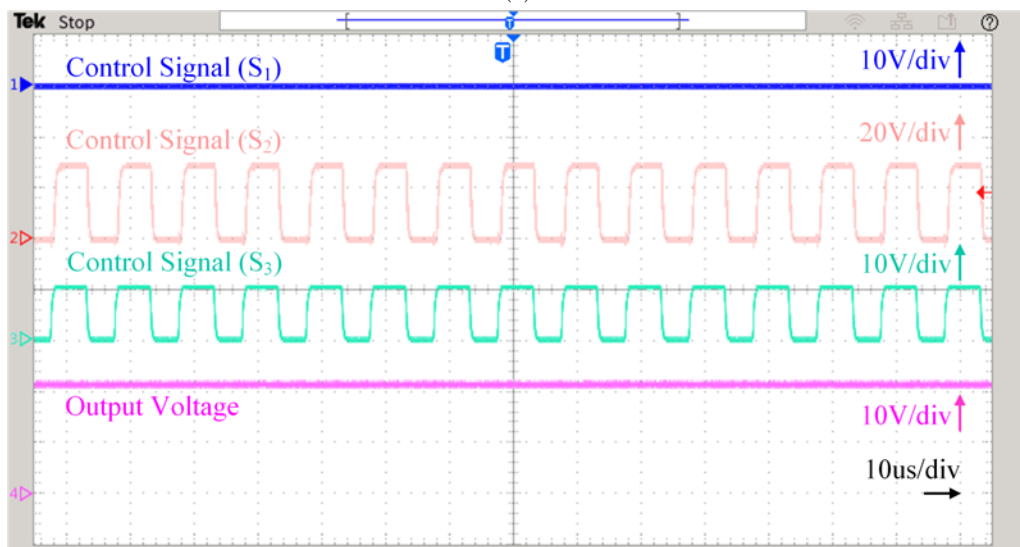 Tek Stop
T
T
?
1
Control Signal (S₁)
10V/div
Control Signal (S₂)
20V/div
2
Control Signal (S₃)
10V/div
3
Output Voltage
10V/div
10us/div
4